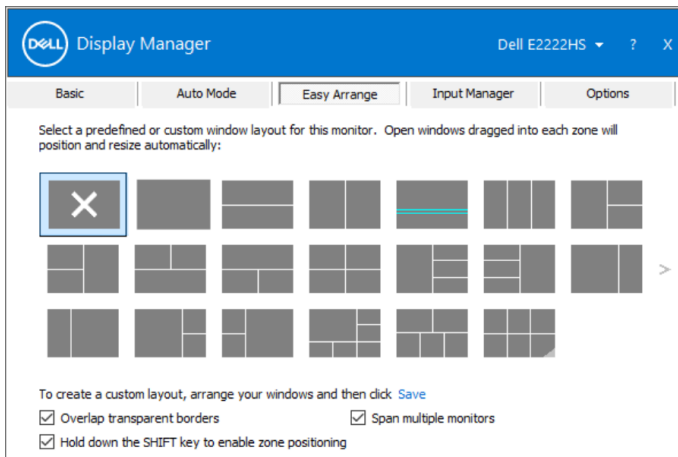 DELL Display Manager Dell E2222HS ? X
Basic Auto Mode Easy Arrange Input Manager Options
Select a predefined or custom window layout for this monitor. Open windows dragged into each zone will
position and resize automatically:
>
To create a custom layout, arrange your windows and then click Save
Overlap transparent borders Span multiple monitors
Hold down the SHIFT key to enable zone positioning